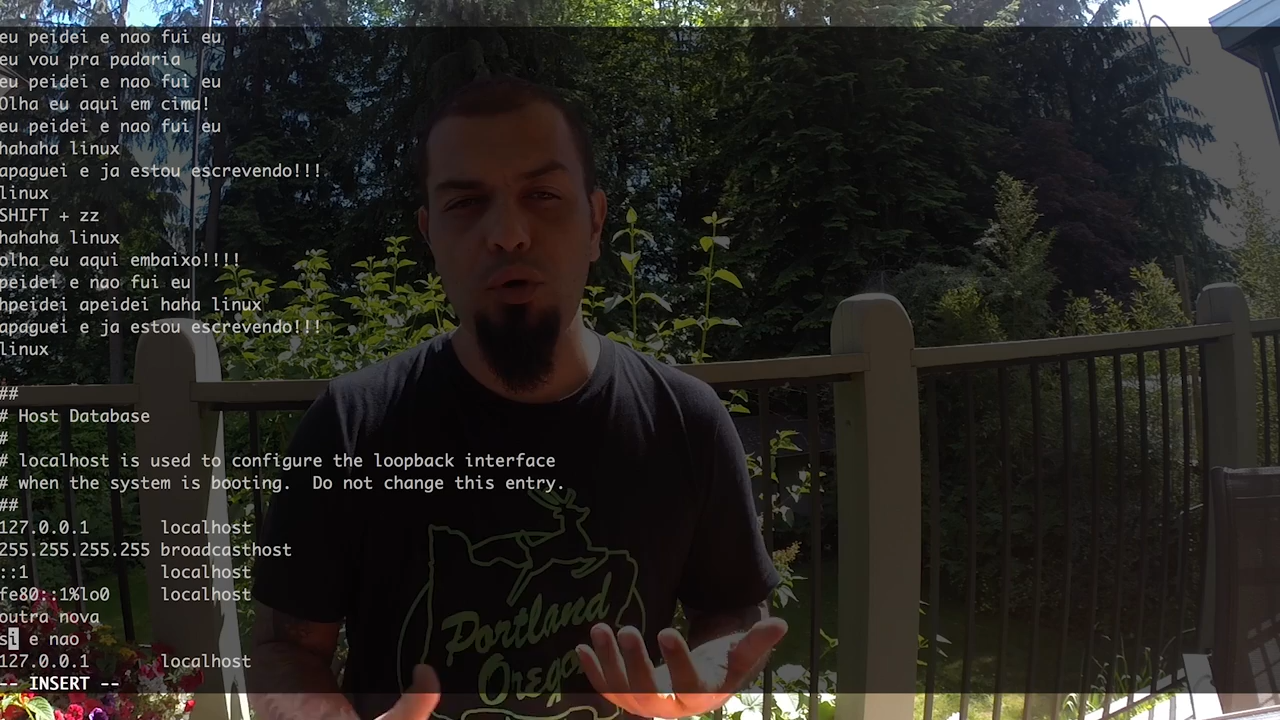 eu peidei e nao fui eu
eu vou pra padaria
eu peidei e nao fui eu
Olha eu aqui em cima!
eu peidei e nao fui eu
hahaha linux
apaguei e ja estou escrevendo!!!
linux
SHIFT + zz
hahaha linux
olha eu aqui embaixo!!!!
peidei e nao fui eu
hpeidei apeidei haha linux
apaguei e ja estou escrevendo!!!
linux
##
# Host Database
#
# localhost is used to configure the loopback interface
# when the system is booting.  Do not change this entry.
##
127.0.0.1       localhost
255.255.255.255 broadcasthost
::1             localhost
fe80::1%lo0     localhost
outra nova
si e nao
127.0.0.1       localhost
-- INSERT --
Portland
Oregon